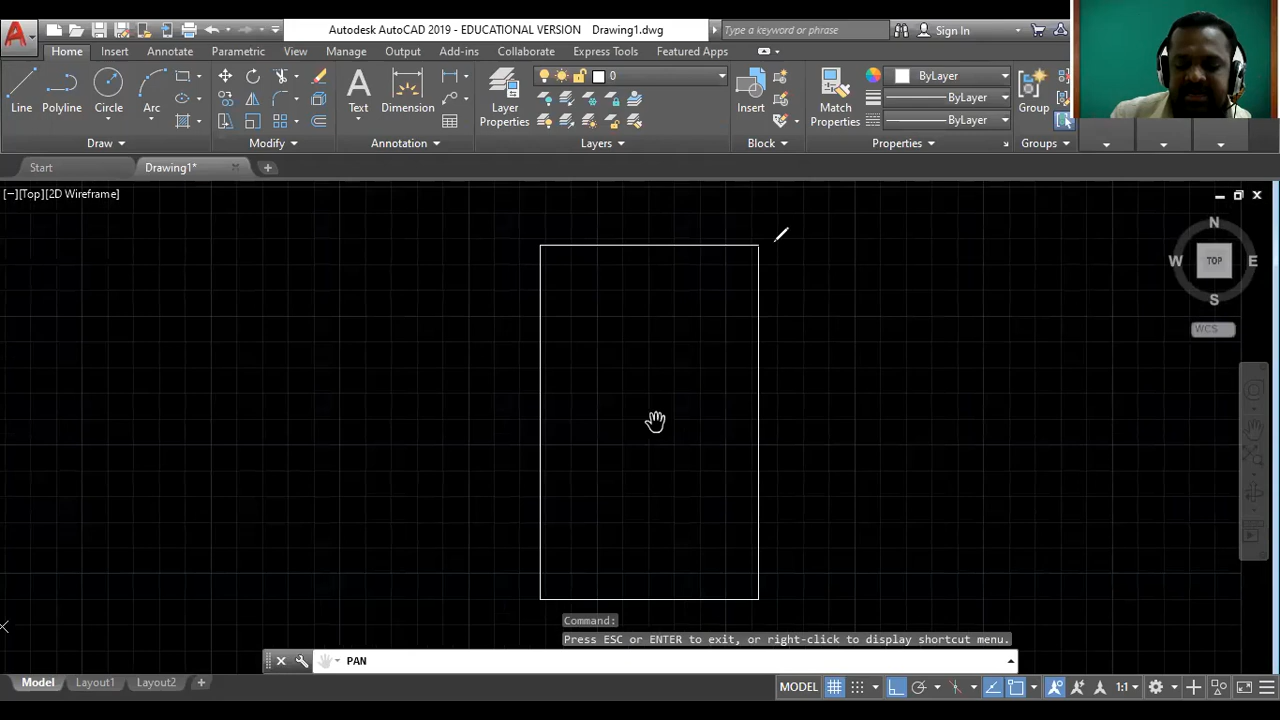 A Autodesk AutoCAD 2019 - EDUCATIONAL VERSION Drawing1.dwg Type a keyword or phrase Sign In
Home Insert Annotate Parametric View Manage Output Add-ins Collaborate Express Tools Featured Apps
0 ByLayer
ByLayer
Line Polyline Circle Arc Text Dimension Layer Properties Insert Match Properties ByLayer Group
Draw Modify Annotation Layers Block Properties Groups
Start Drawing1* +
[−][Top][2D Wireframe]
N
W TOP E
S
WCS
Command:
Press ESC or ENTER to exit, or right-click to display shortcut menu.
PAN
Model Layout1 Layout2 + MODEL 1:1